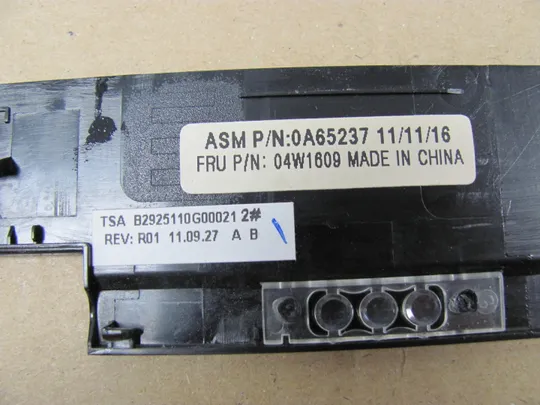 ASM P/N:0A65237 11/11/16
FRU P/N: 04W1609 MADE IN CHINA
TSA B2925110G00021 2#
REV: R01 11.09.27 A B